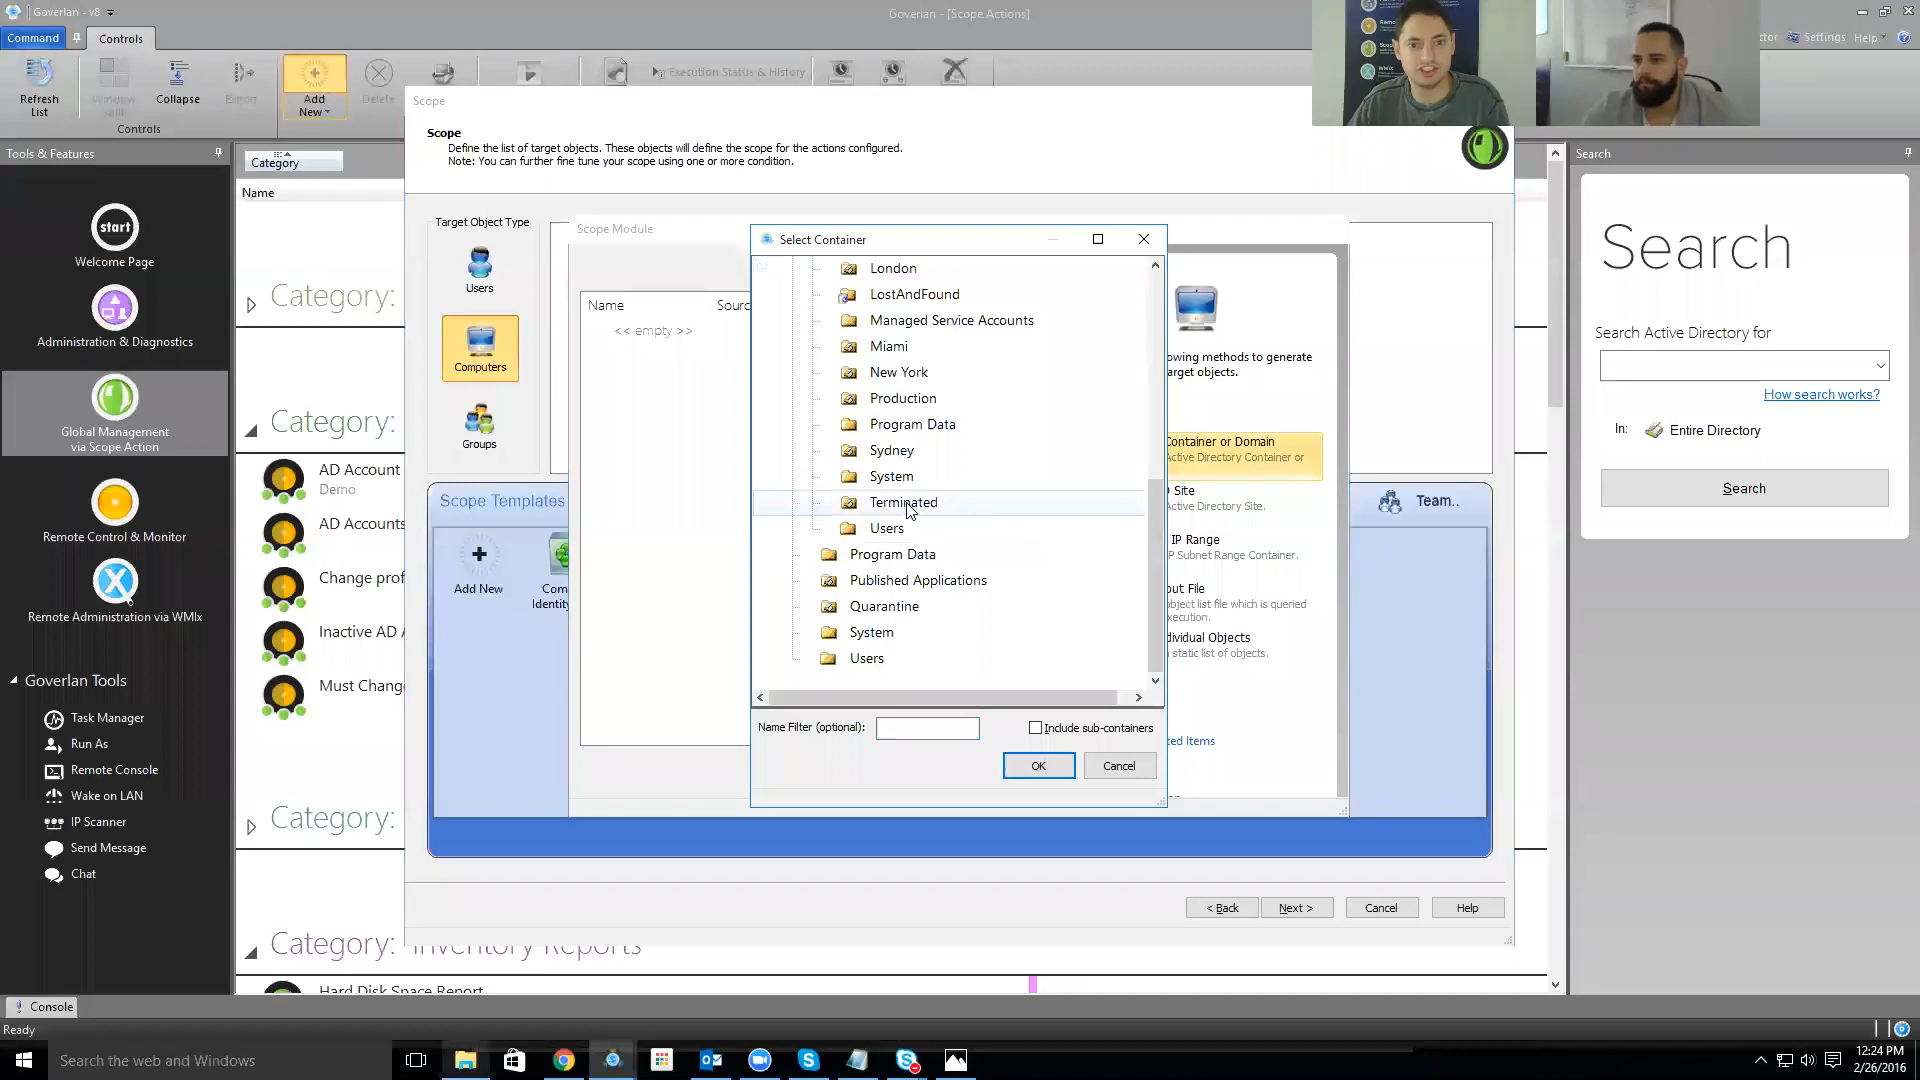 Goverlan - v8
Goverlan - [Scope Actions]
Command
Controls
Settings
Help
Refresh
List
Collapse
Export
Add
New
Delete
Execution Status & History
Controls
Tools & Features
start
Welcome Page
Administration & Diagnostics
Global Management
via Scope Action
Remote Control & Monitor
Remote Administration via WMIx
Goverlan Tools
Task Manager
Run As
Remote Console
Wake on LAN
IP Scanner
Send Message
Chat
Category
Name
Category:
Category:
AD Account
Demo
AD Accounts
Change prof
Inactive AD A
Must Chang
Category:
Category: Inventory Reports
Hard Disk Space Report
Scope
Scope
Define the list of target objects. These objects will define the scope for the actions configured.
Note: You can further fine tune your scope using one or more condition.
Target Object Type
Users
Computers
Groups
Scope Templates
Add New
Com
Identity
Team..
Scope Module
Name
Sourc
<< empty >>
owing methods to generate
arget objects.
Container or Domain
Active Directory Container or
Site
Active Directory Site.
IP Range
P Subnet Range Container.
put File
object list file which is queried
xecution.
dividual Objects
static list of objects.
ted Items
Select Container
London
LostAndFound
Managed Service Accounts
Miami
New York
Production
Program Data
Sydney
System
Terminated
Users
Program Data
Published Applications
Quarantine
System
Users
Name Filter (optional):
Include sub-containers
OK
Cancel
< Back
Next >
Cancel
Help
Search
Search
Search Active Directory for
How search works?
In:
Entire Directory
Search
Console
Ready
Search the web and Windows
12:24 PM
2/26/2016